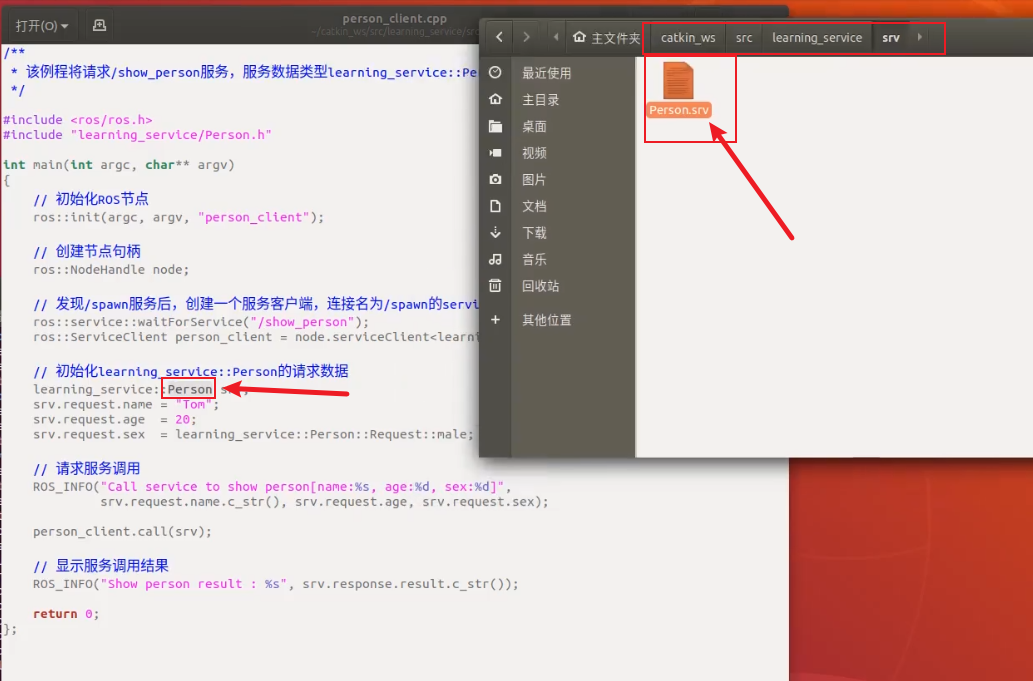 打开(O)
person_client.cpp
~/catkin_ws/src/learning_service/src
/**
 * 该例程将请求/show_person服务，服务数据类型learning_service::Pe
 */
#include <ros/ros.h>
#include "learning_service/Person.h"
int main(int argc, char** argv)
{
    // 初始化ROS节点
    ros::init(argc, argv, "person_client");
    // 创建节点句柄
    ros::NodeHandle node;
    // 发现/spawn服务后，创建一个服务客户端，连接名为/spawn的servi
    ros::service::waitForService("/show_person");
    ros::ServiceClient person_client = node.serviceClient<learni
    // 初始化learning_service::Person的请求数据
    learning_service::Person srv;
    srv.request.name = "Tom";
    srv.request.age  = 20;
    srv.request.sex  = learning_service::Person::Request::male;
    // 请求服务调用
    ROS_INFO("Call service to show person[name:%s, age:%d, sex:%d]",
             srv.request.name.c_str(), srv.request.age, srv.request.sex);
    person_client.call(srv);
    // 显示服务调用结果
    ROS_INFO("Show person result : %s", srv.response.result.c_str());
    return 0;
};
主文件夹 catkin_ws src learning_service srv
最近使用
主目录
桌面
视频
图片
文档
下载
音乐
回收站
+ 其他位置
Person.srv